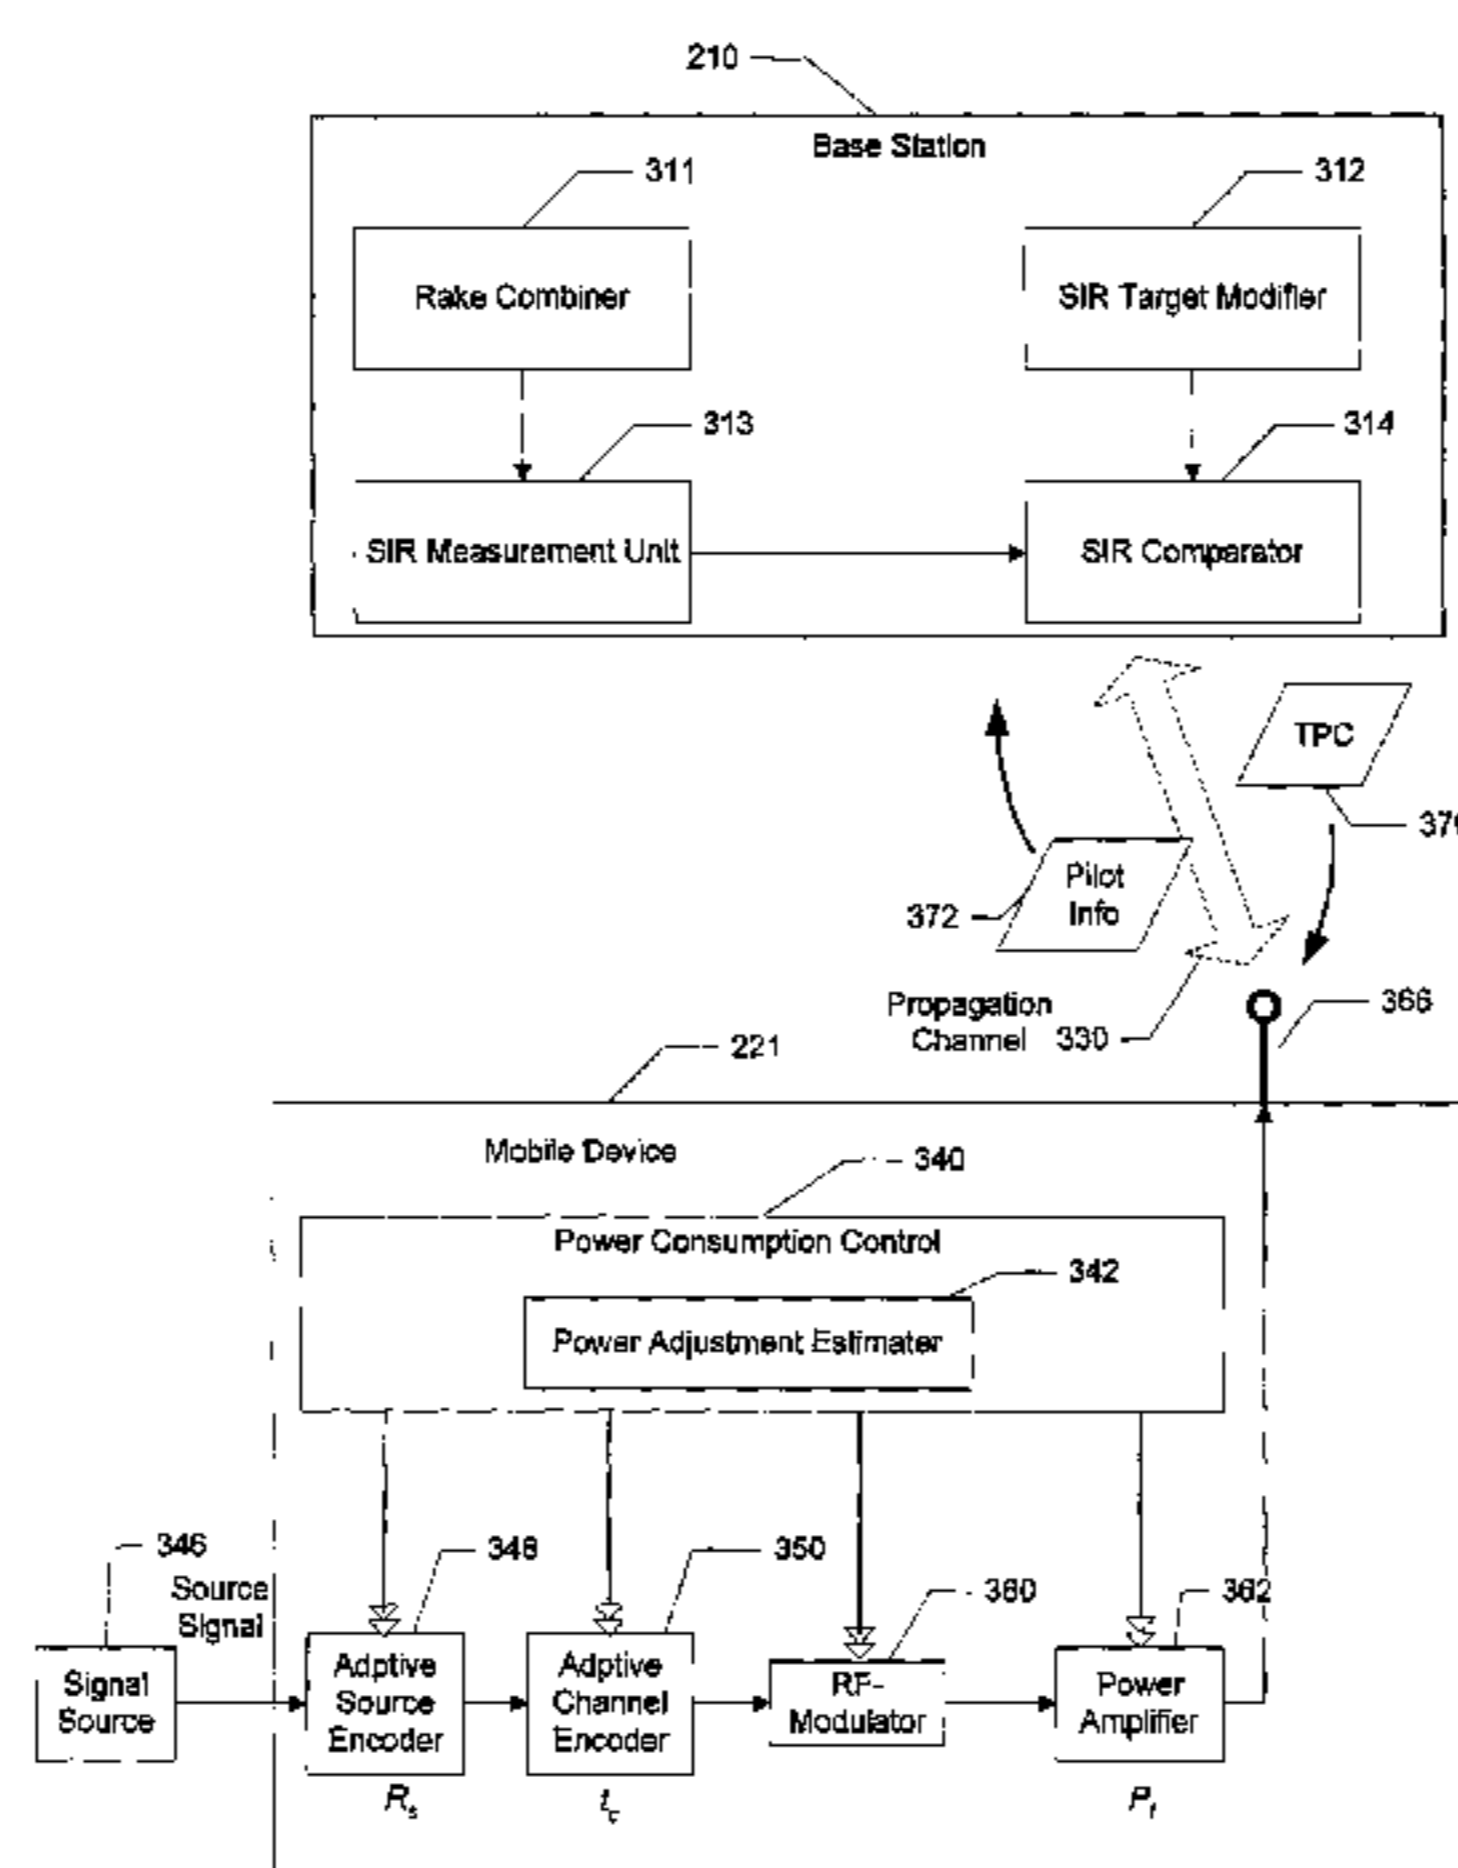 210
Base Station
311
312
Rake Combiner
SIR Target Modifier
313
314
SIR Measurement Unit
SIR Comparator
TPC
Pilot
Info
372
Propagation
Channel
330
366
221
Mobile Device
340
Power Consumption Control
342
Power Adjustment Estimater
346
Source
Signal
348
350
360
362
Signal
Source
Adptive
Source
Encoder
Adptive
Channel
Encoder
RF-
Modulator
Power
Amplifier
Rs
tc